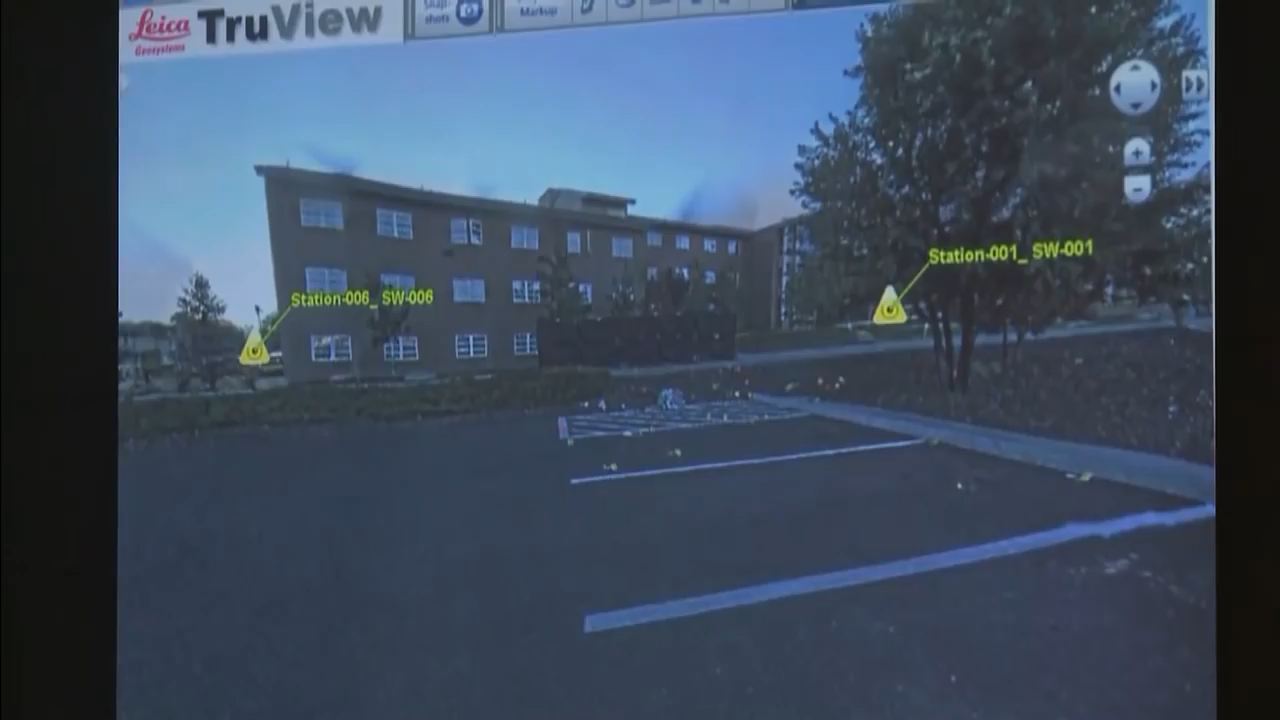 Leica
Geosystems
TruView
Snap-
shots
Markup
Station-006_ SW-006
Station-001_ SW-001